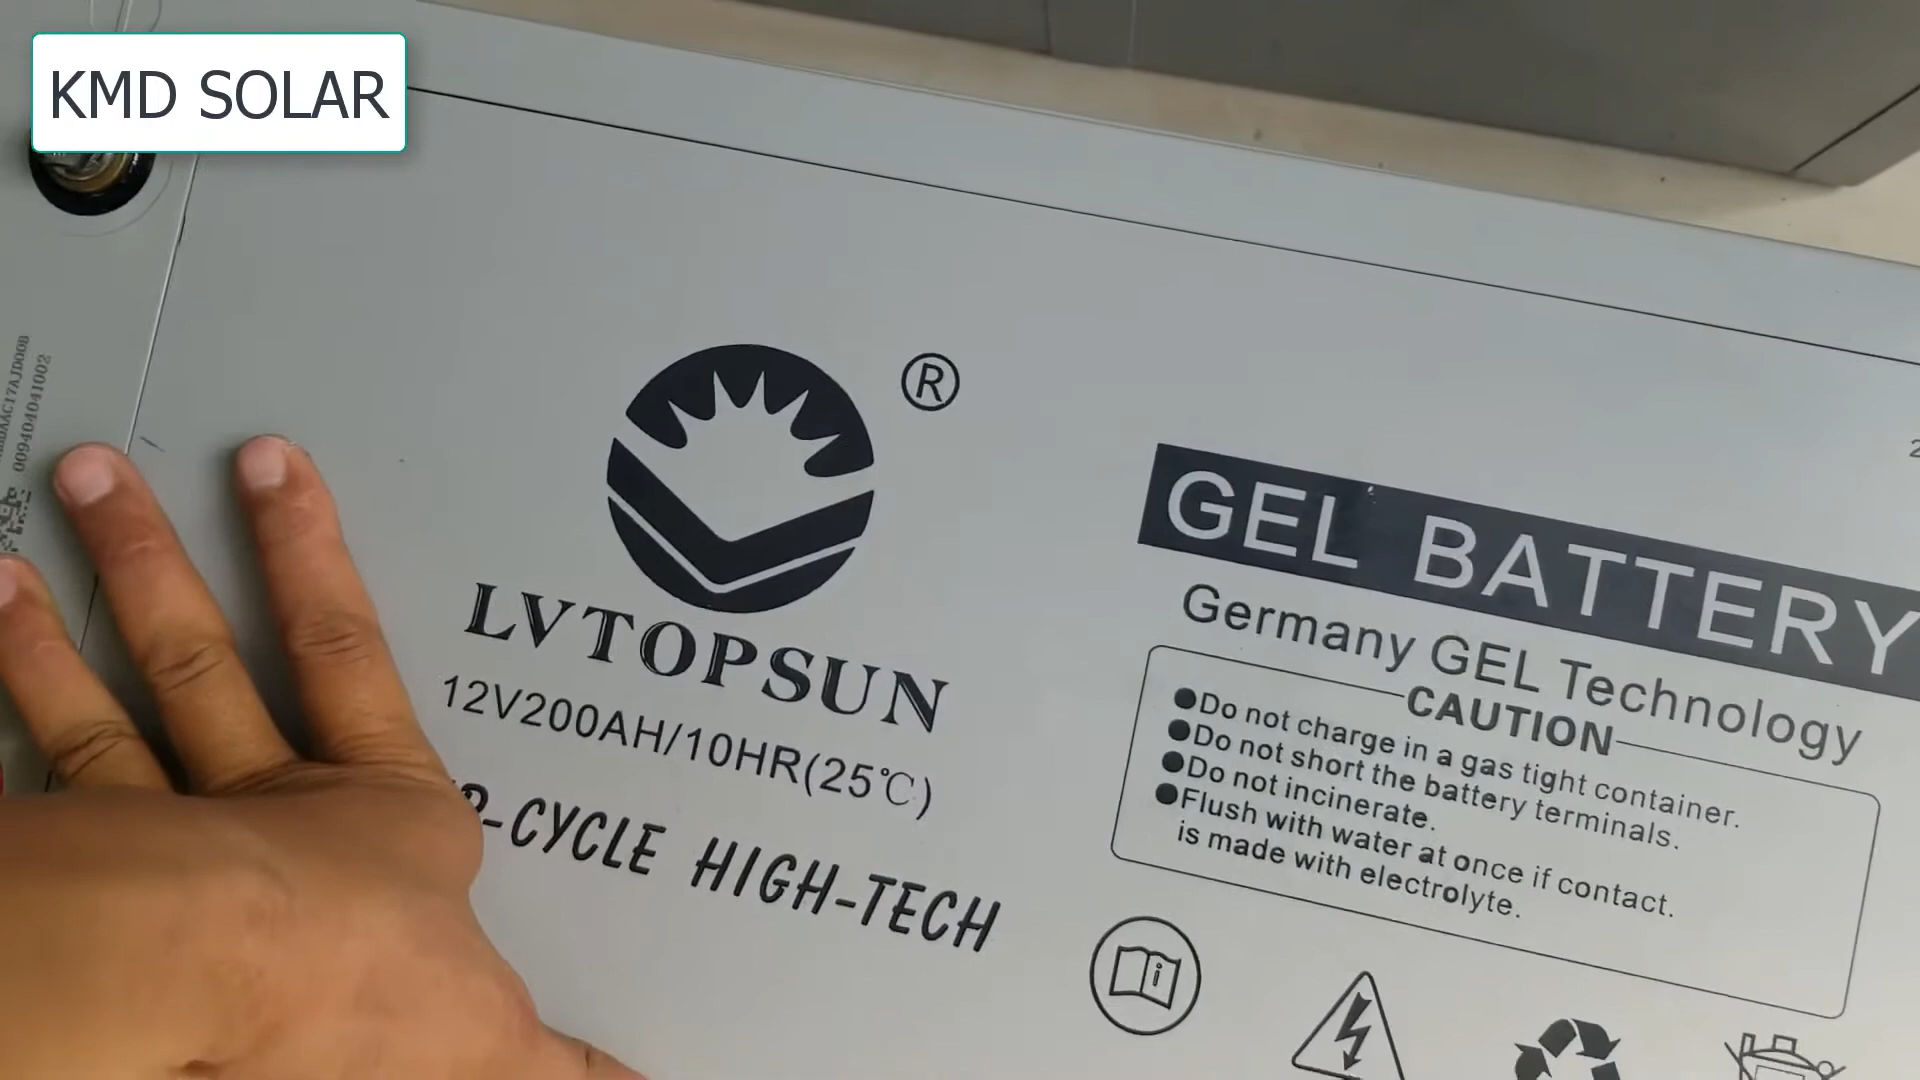 KMD SOLAR
00940404041002
®
LVTOPSUN
12V200AH/10HR(25℃)
-CYCLE HIGH-TECH
GEL BATTERY
Germany GEL Technology
CAUTION
●Do not charge in a gas tight container.
●Do not short the battery terminals.
●Do not incinerate.
●Flush with water at once if contact.
is made with electrolyte.